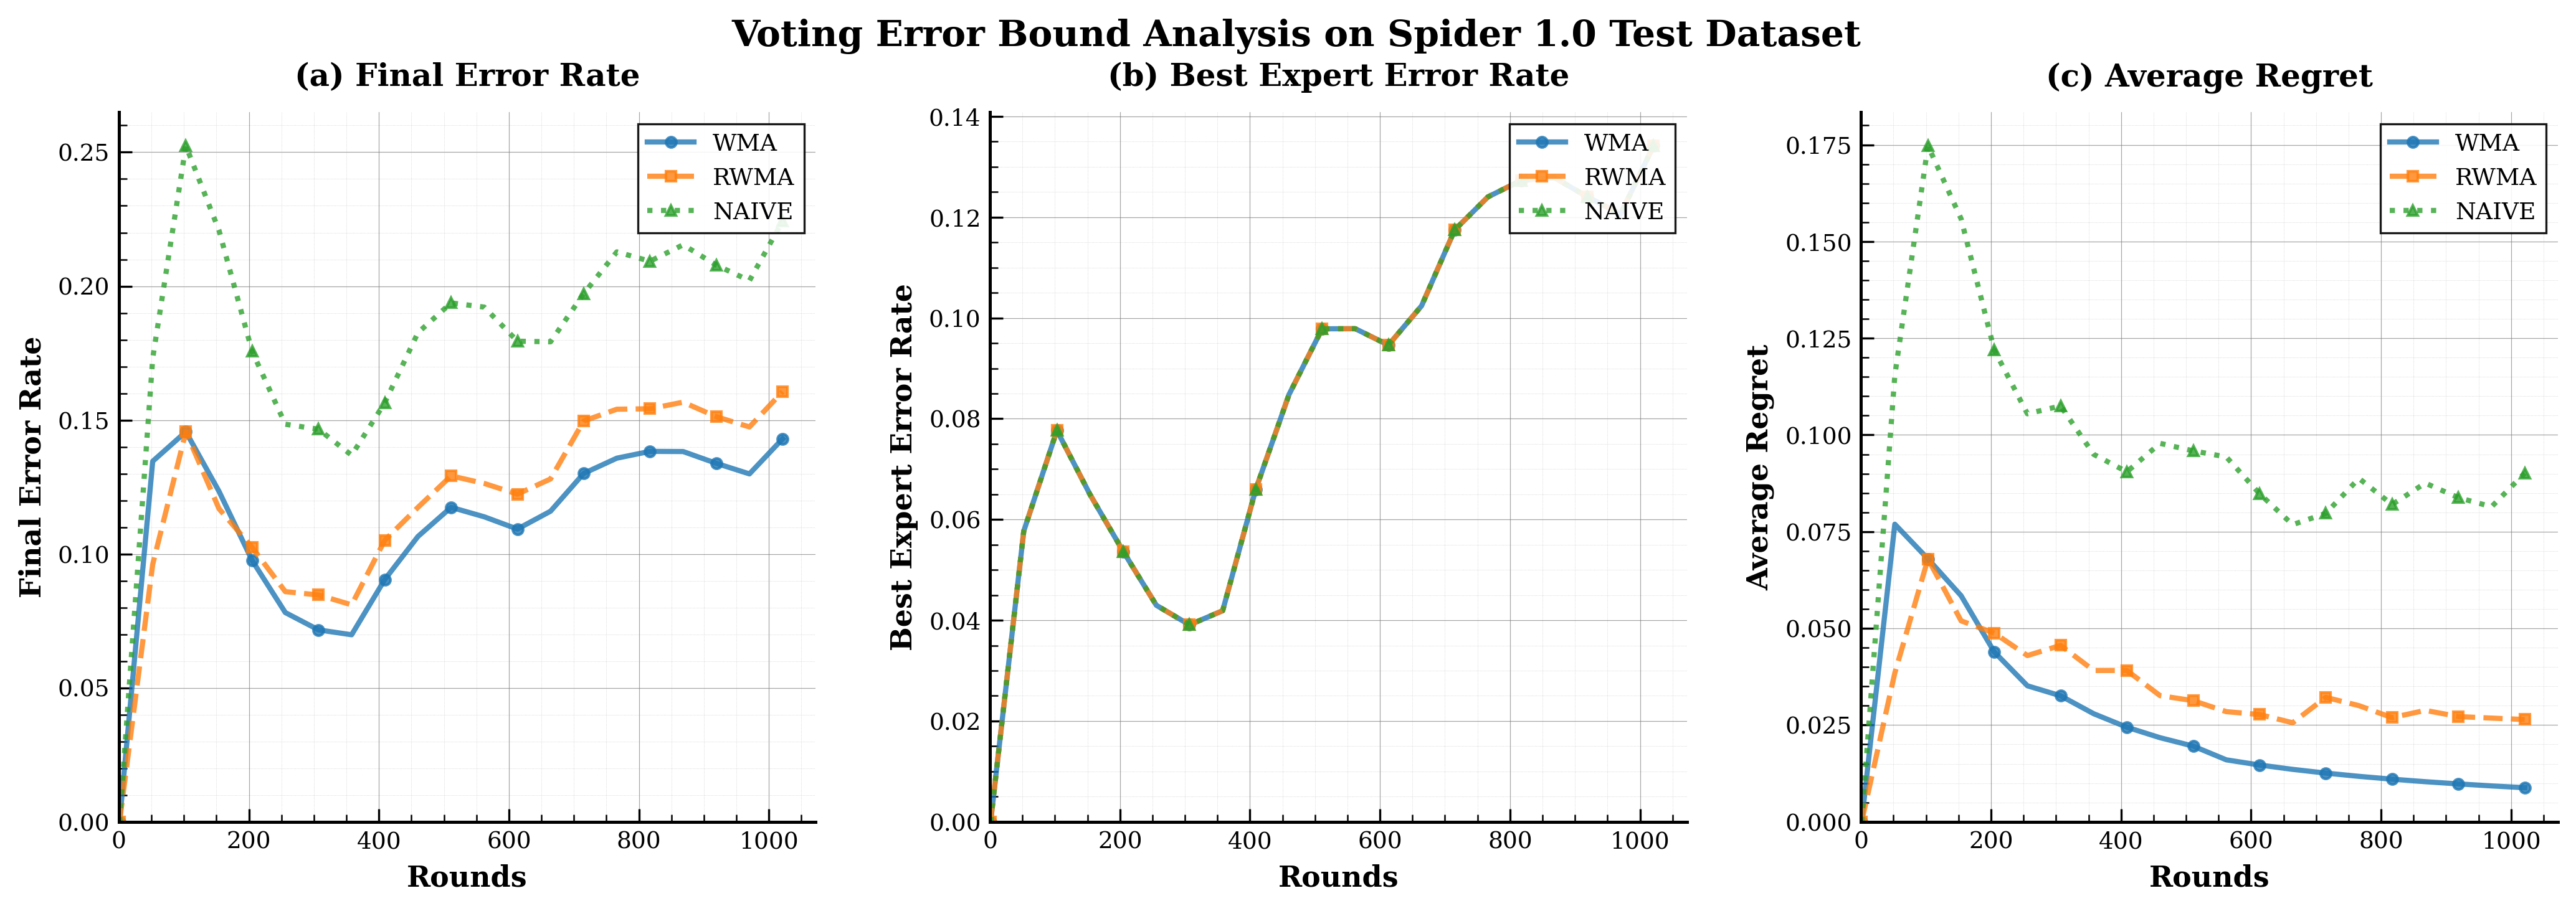 Voting Error Bound Analysis on Spider 1.0 Test Dataset
(a) Final Error Rate
Final Error Rate
0.25
0.20
0.15
0.10
0.05
0.00
0 200 400 600 800 1000
Rounds
WMA
RWMA
NAIVE
(b) Best Expert Error Rate
Best Expert Error Rate
0.14
0.12
0.10
0.08
0.06
0.04
0.02
0.00
0 200 400 600 800 1000
Rounds
WMA
RWMA
NAIVE
(c) Average Regret
Average Regret
0.175
0.150
0.125
0.100
0.075
0.050
0.025
0.000
0 200 400 600 800 1000
Rounds
WMA
RWMA
NAIVE